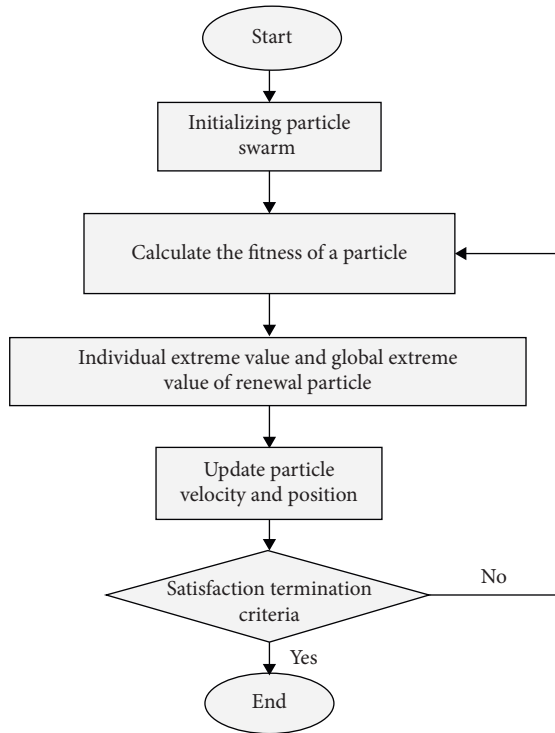 Start
Initializing particle
swarm
Calculate the fitness of a particle
Individual extreme value and global extreme
value of renewal particle
Update particle
velocity and position
Satisfaction termination
criteria
No
Yes
End